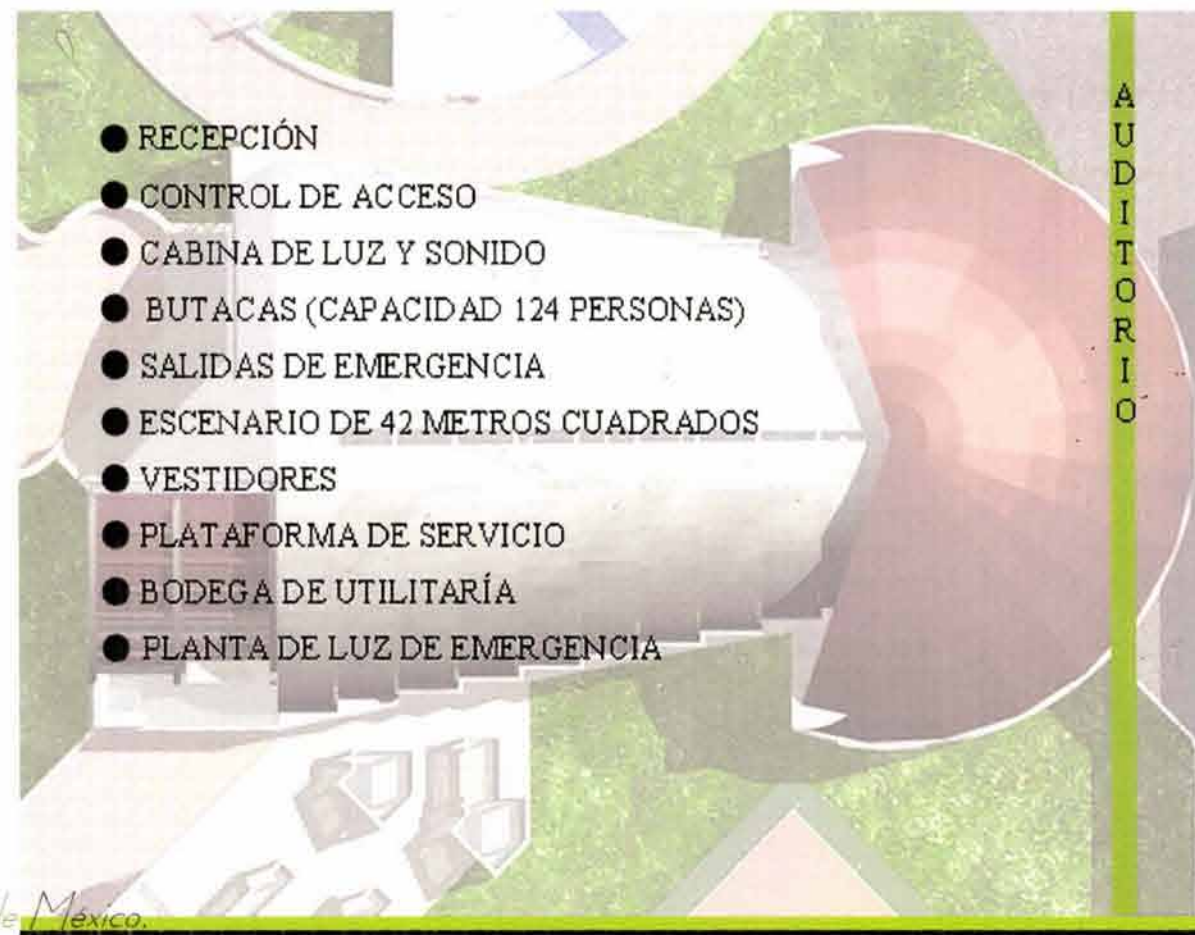 ● RECEPCIÓN
● CONTROL DE ACCESO
● CABINA DE LUZ Y SONIDO
● BUTACAS (CAPACIDAD 124 PERSONAS)
● SALIDAS DE EMERGENCIA
● ESCENARIO DE 42 METROS CUADRADOS
● VESTIDORES
● PLATAFORMA DE SERVICIO
● BODEGA DE UTILITARÍA
● PLANTA DE LUZ DE EMERGENCIA
AUDITORIO
de México.